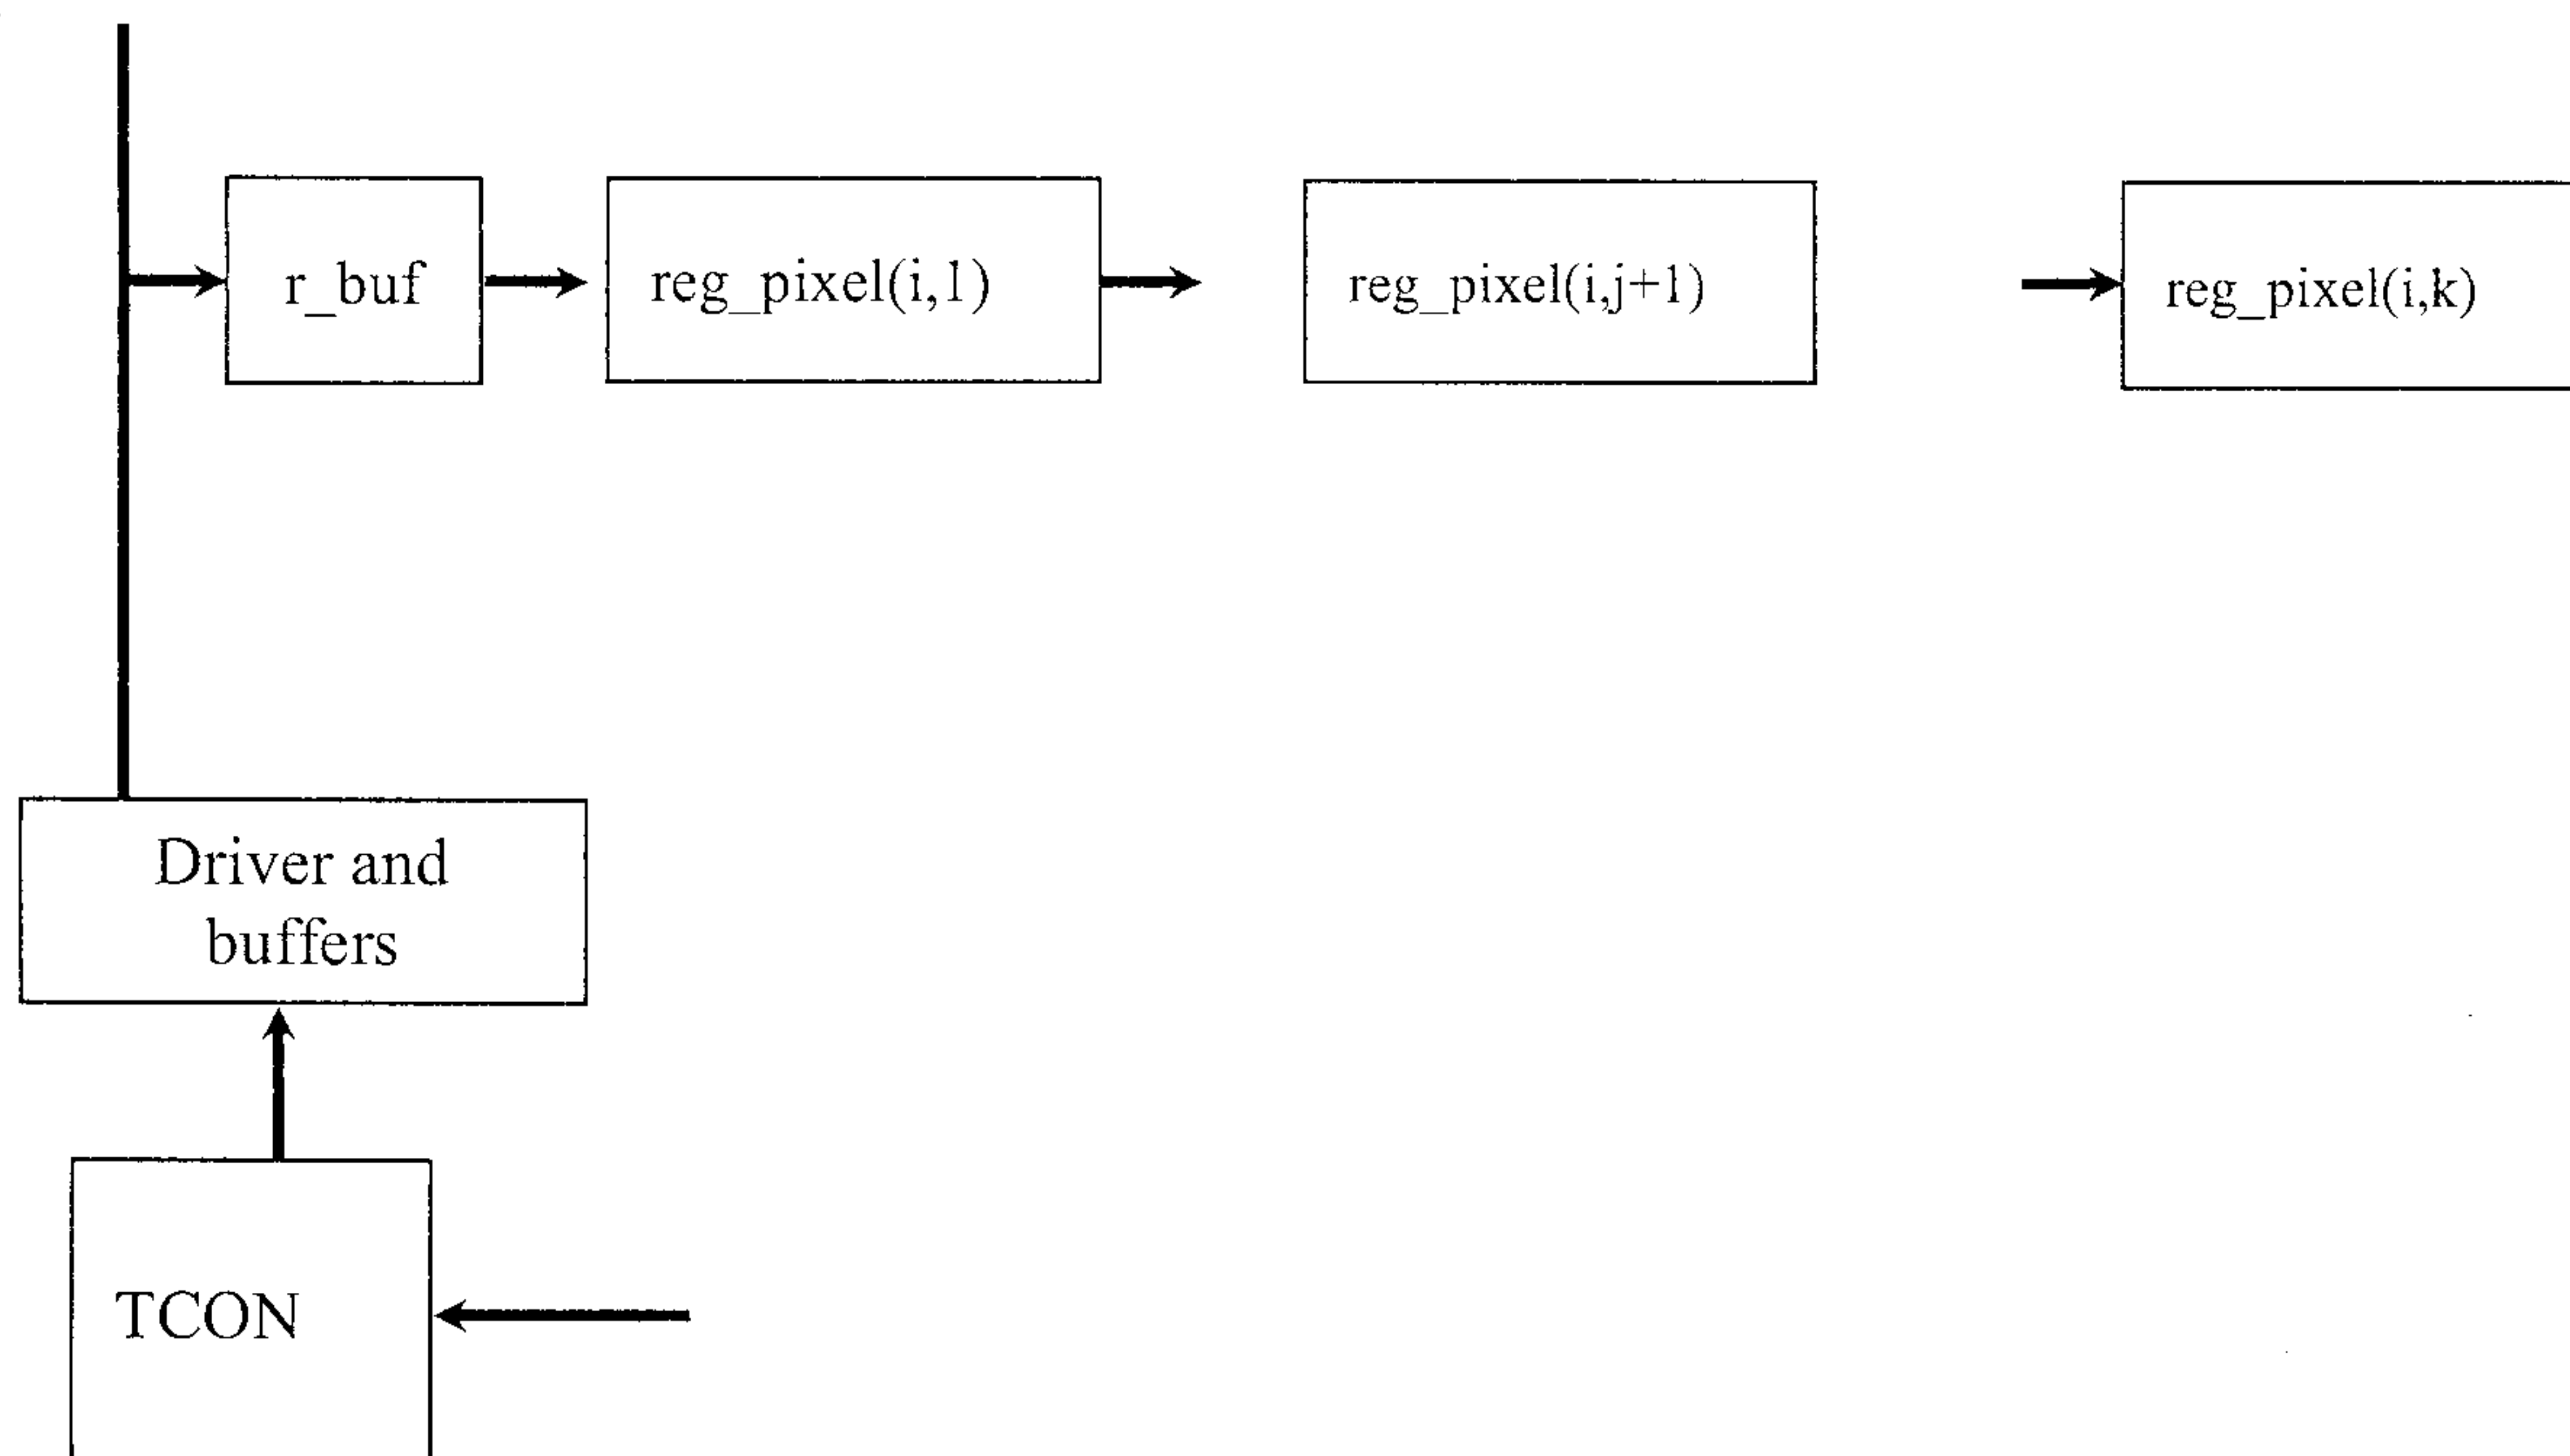 r_buf
reg_pixel(i,1)
reg_pixel(i,j+1)
reg_pixel(i,k)
Driver and
buffers
TCON